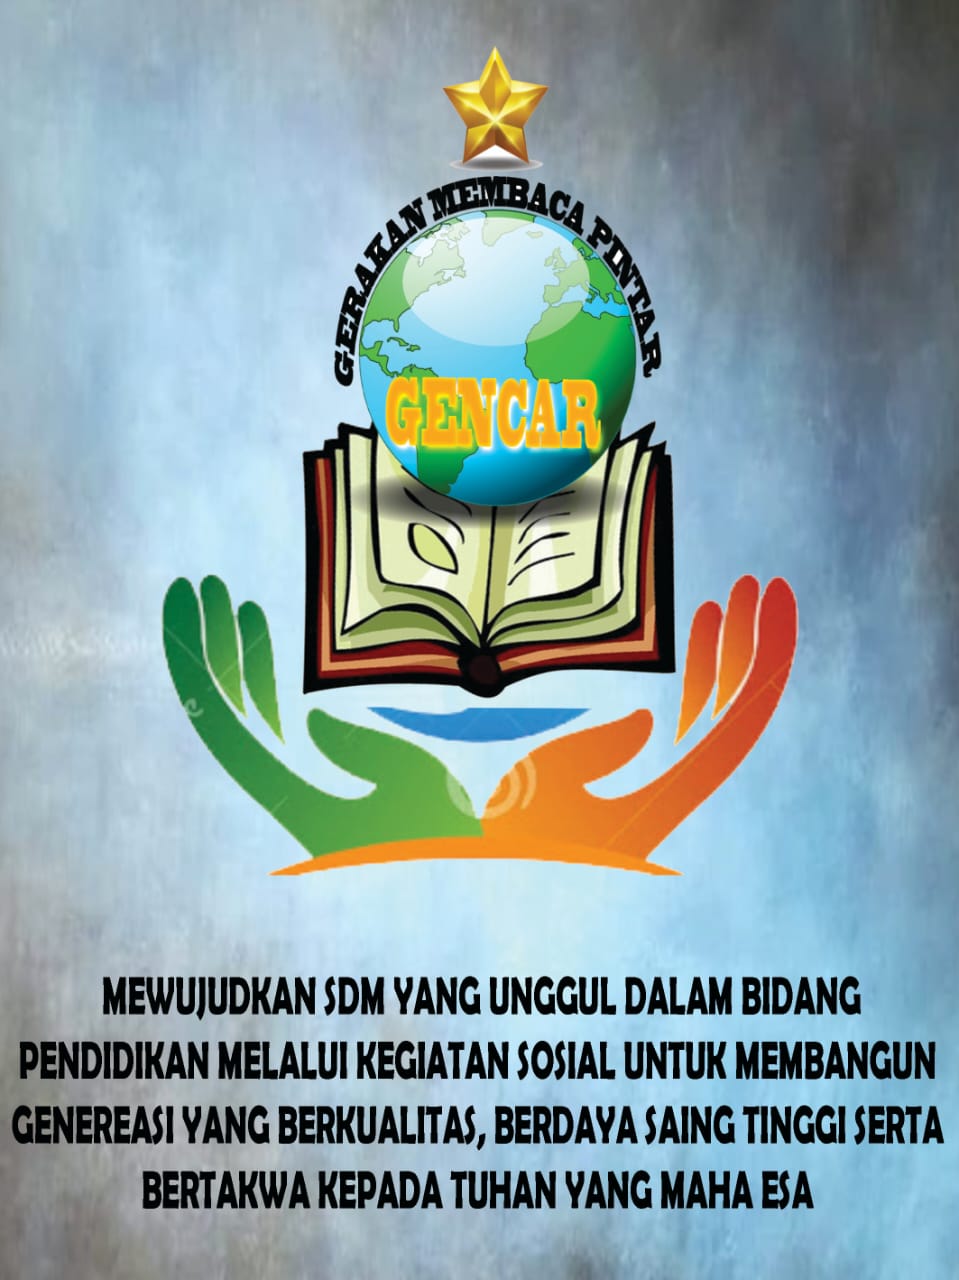 GERAKAN MEMBACA PINTAR
GENCAR
MEWUJUDKAN SDM YANG UNGGUL DALAM BIDANG
PENDIDIKAN MELALUI KEGIATAN SOSIAL UNTUK MEMBANGUN
GENEREASI YANG BERKUALITAS, BERDAYA SAING TINGGI SERTA
BERTAKWA KEPADA TUHAN YANG MAHA ESA